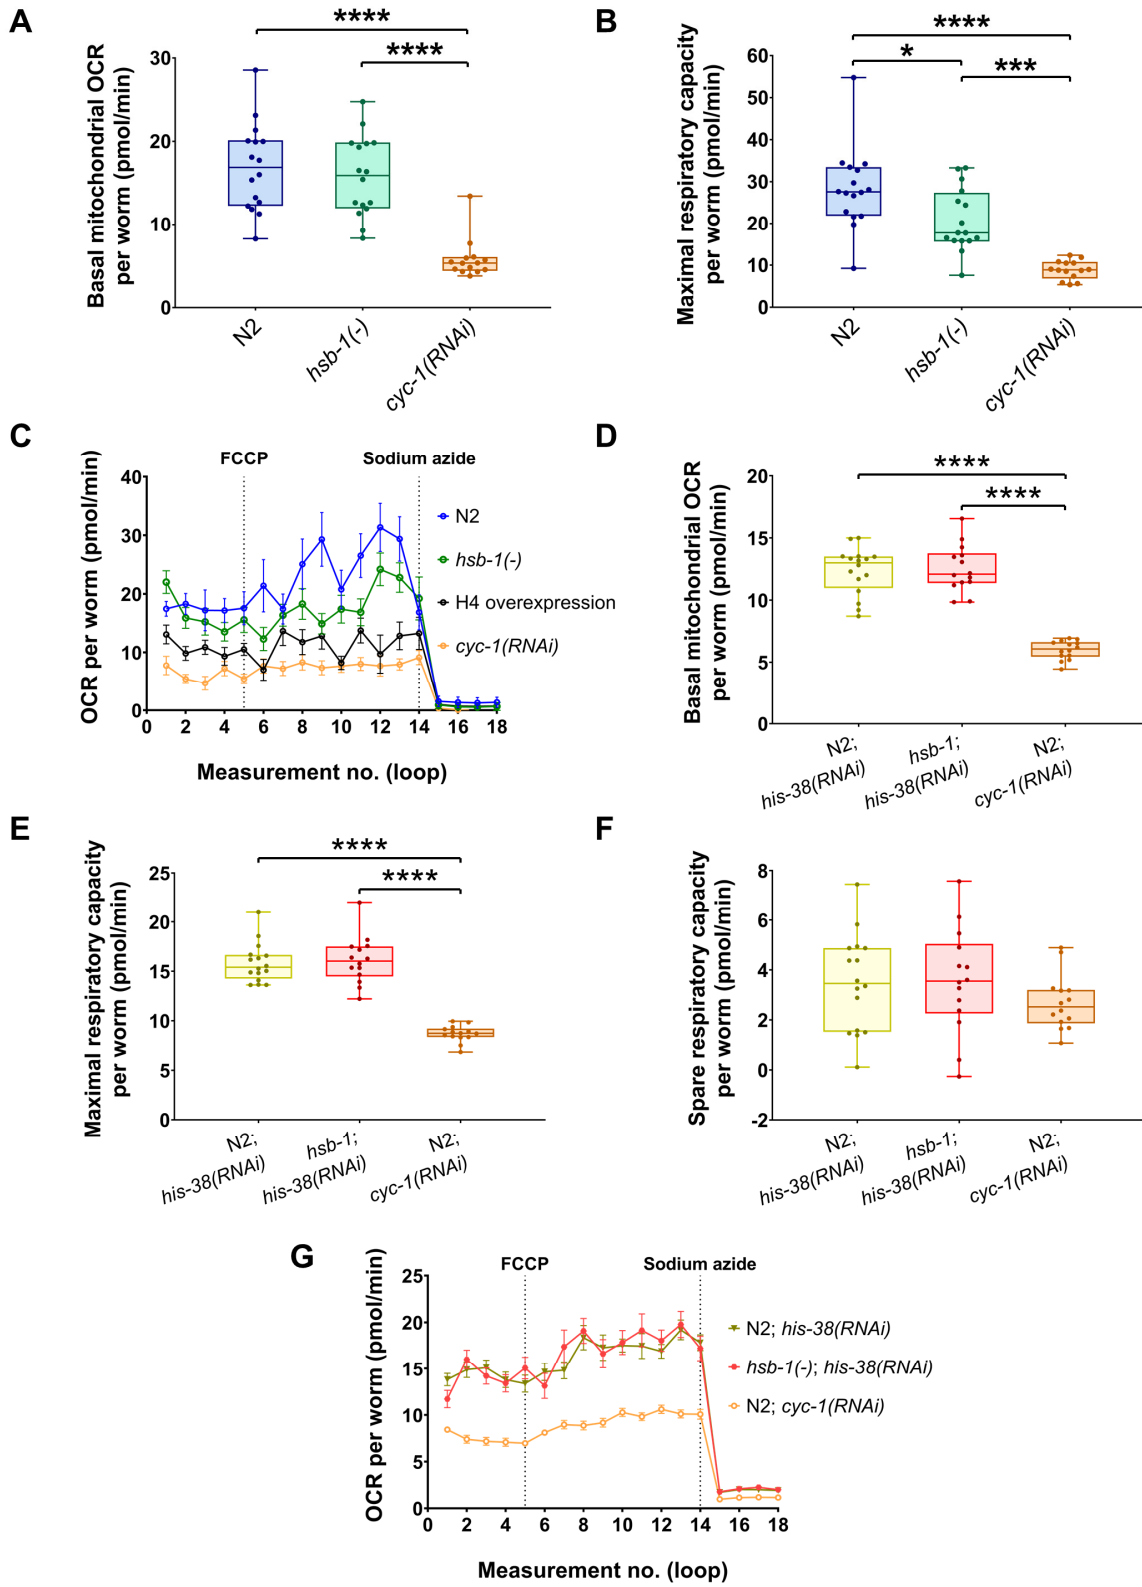 A
Basal mitochondrial OCR
per worm (pmol/min)
30
20
10
0
****
****
N2
hsb-1(-)
cyc-1(RNAi)
B
Maximal respiratory capacity
per worm (pmol/min)
60
50
40
30
20
10
0
****
*
***
N2
hsb-1(-)
cyc-1(RNAi)
C
OCR per worm (pmol/min)
40
30
20
10
0
FCCP
Sodium azide
N2
hsb-1(-)
H4 overexpression
cyc-1(RNAi)
0 2 4 6 8 10 12 14 16 18
Measurement no. (loop)
D
Basal mitochondrial OCR
per worm (pmol/min)
20
15
10
5
0
****
****
N2;
his-38(RNAi)
hsb-1;
his-38(RNAi)
N2;
cyc-1(RNAi)
E
Maximal respiratory capacity
per worm (pmol/min)
25
20
15
10
5
0
****
****
N2;
his-38(RNAi)
hsb-1;
his-38(RNAi)
N2;
cyc-1(RNAi)
F
Spare respiratory capacity
per worm (pmol/min)
8
6
4
2
0
-2
N2;
his-38(RNAi)
hsb-1;
his-38(RNAi)
N2;
cyc-1(RNAi)
G
OCR per worm (pmol/min)
25
20
15
10
5
0
FCCP
Sodium azide
N2; his-38(RNAi)
hsb-1(-); his-38(RNAi)
N2; cyc-1(RNAi)
0 2 4 6 8 10 12 14 16 18
Measurement no. (loop)